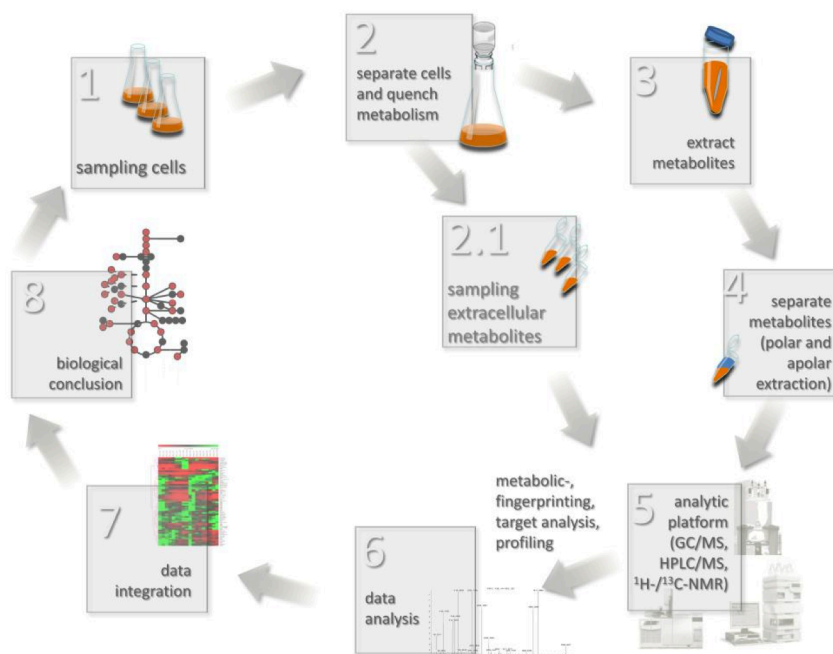 1
sampling cells
2
separate cells
and quench
metabolism
3
extract
metabolites
2.1
sampling
extracellular
metabolites
4
separate
metabolites
(polar and
apolar
extraction)
5
analytic
platform
(GC/MS,
HPLC/MS,
¹H-/¹³C-NMR)
metabolic-,
fingerprinting,
target analysis,
profiling
6
data
analysis
7
data
integration
8
biological
conclusion